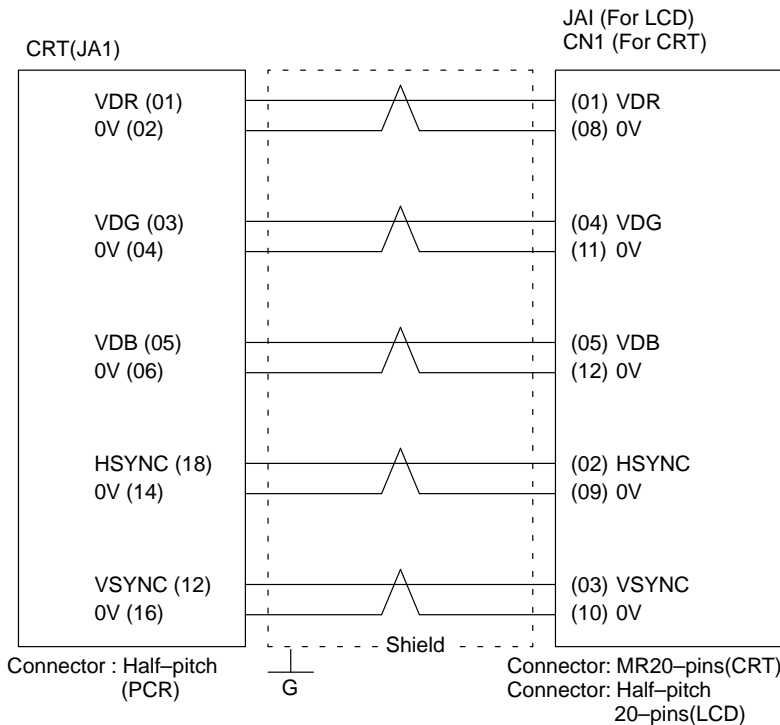 JAI (For LCD)
CN1 (For CRT)
CRT(JA1)
VDR (01)
0V (02)
(01) VDR
(08) 0V
VDG (03)
0V (04)
(04) VDG
(11) 0V
VDB (05)
0V (06)
(05) VDB
(12) 0V
HSYNC (18)
0V (14)
(02) HSYNC
(09) 0V
VSYNC (12)
0V (16)
(03) VSYNC
(10) 0V
Shield
G
Connector : Half–pitch
(PCR)
Connector: MR20–pins(CRT)
Connector: Half–pitch
20–pins(LCD)